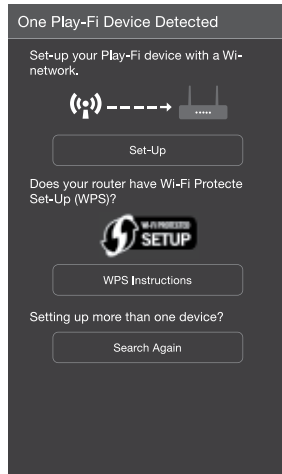 One Play-Fi Device Detected
Set-up your Play-Fi device with a Wi-
network.
Set-Up
Does your router have Wi-Fi Protecte
Set-Up (WPS)?
WI-FI PROTECTED
SETUP
WPS Instructions
Setting up more than one device?
Search Again